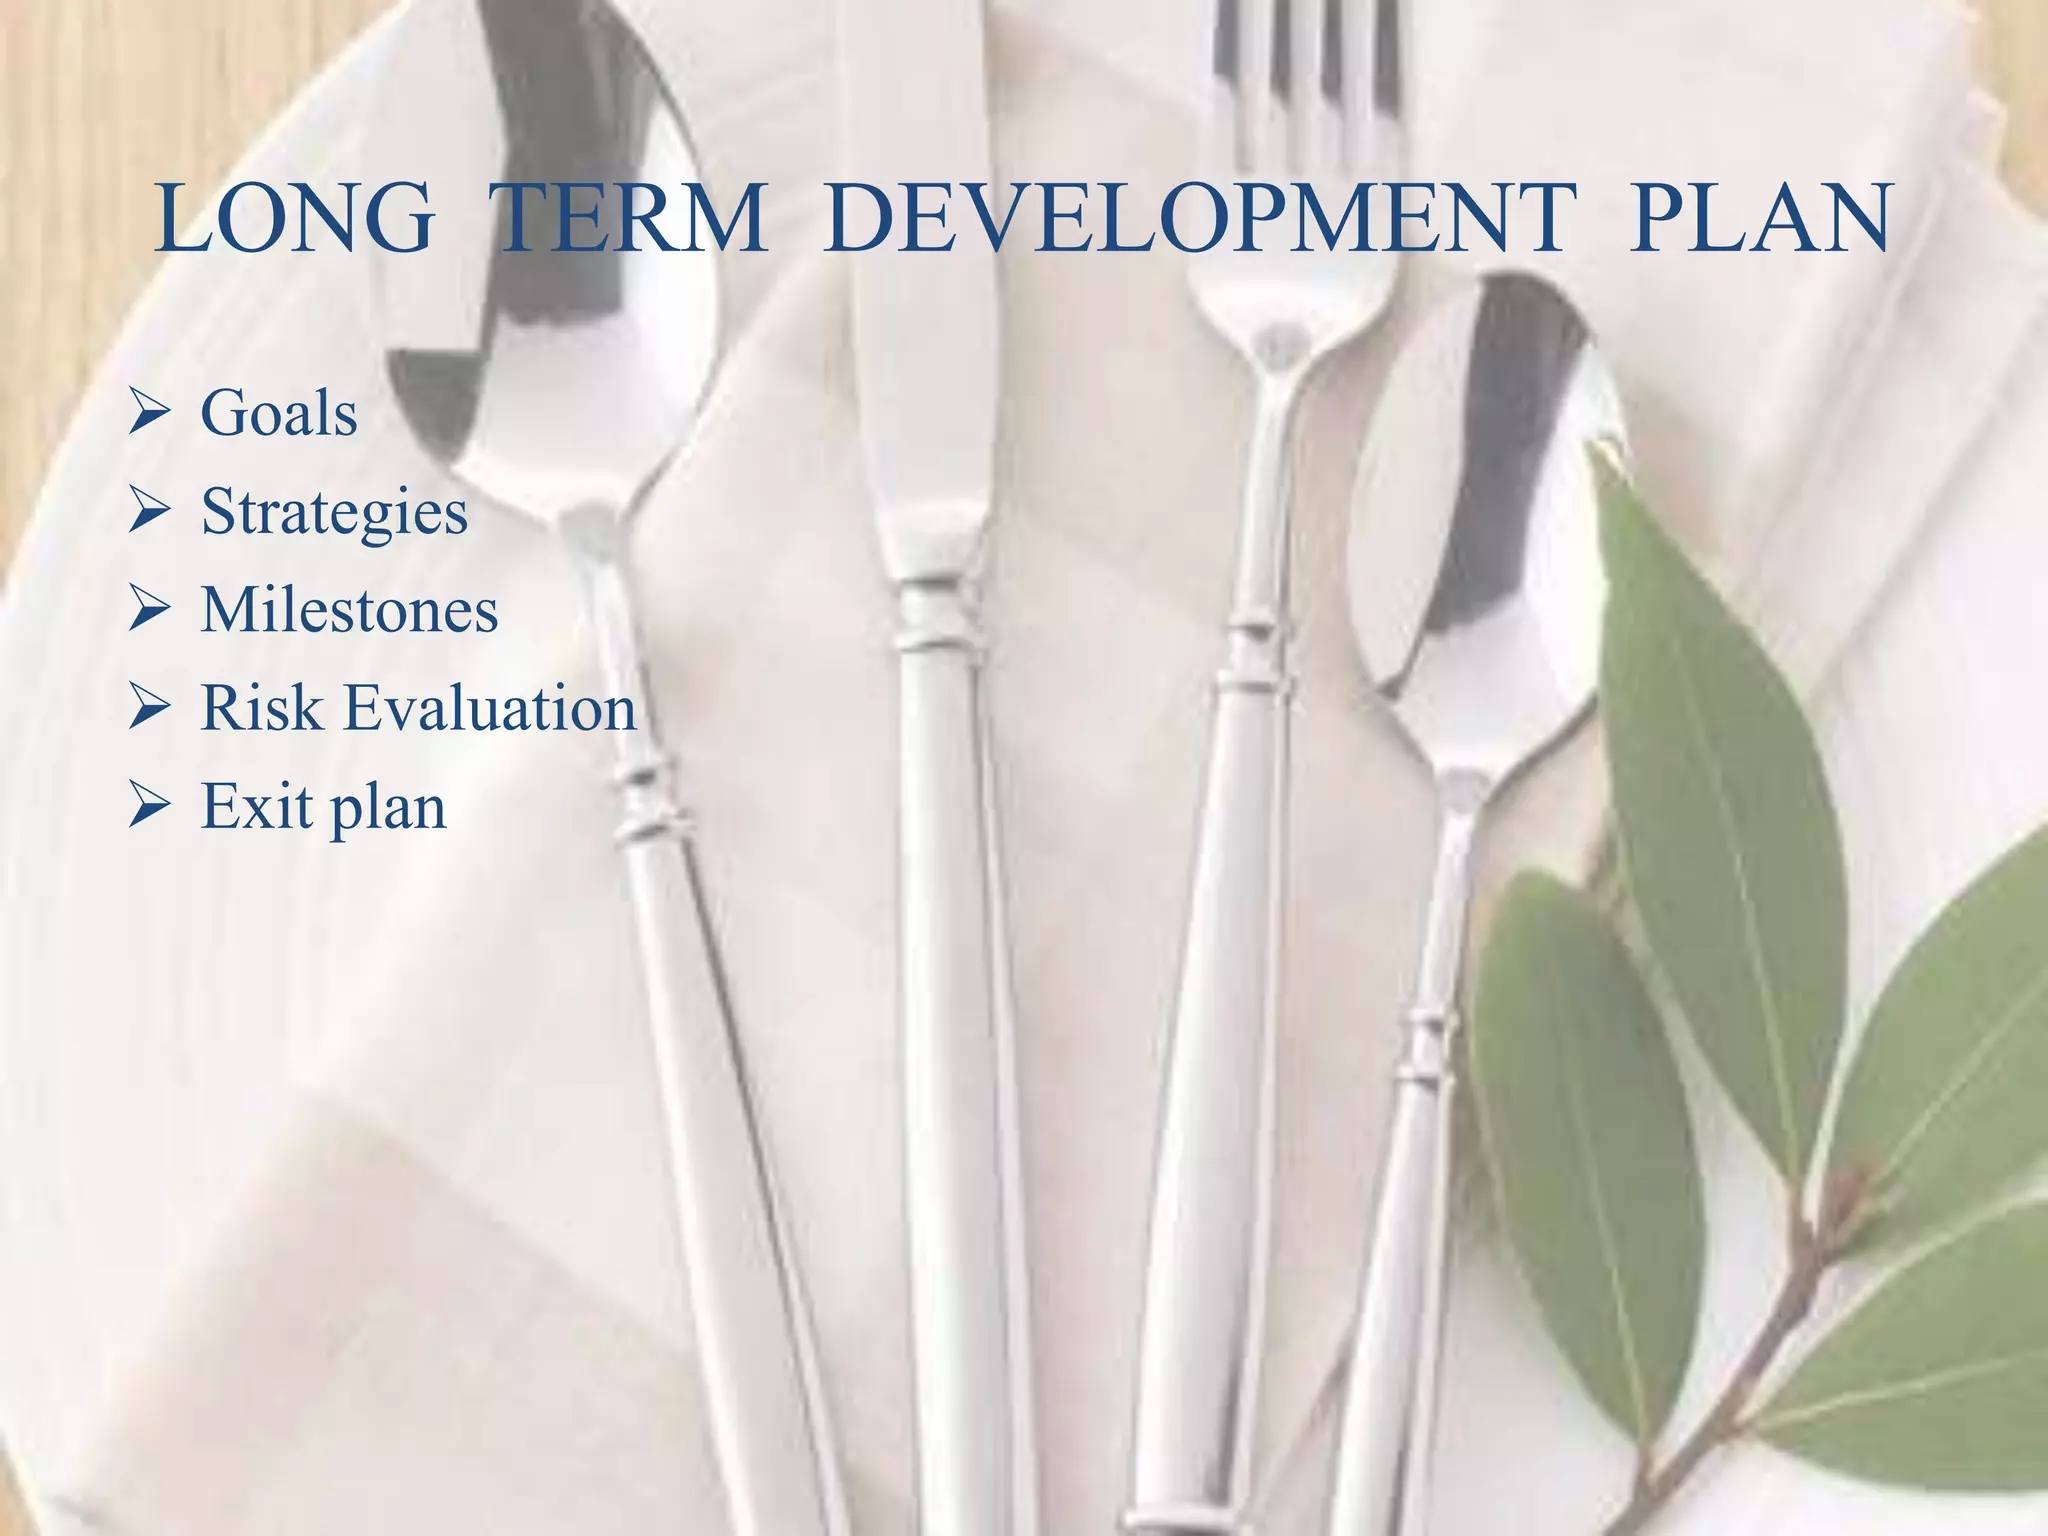 LONG TERM DEVELOPMENT PLAN
➢ Goals
➢ Strategies
➢ Milestones
➢ Risk Evaluation
➢ Exit plan